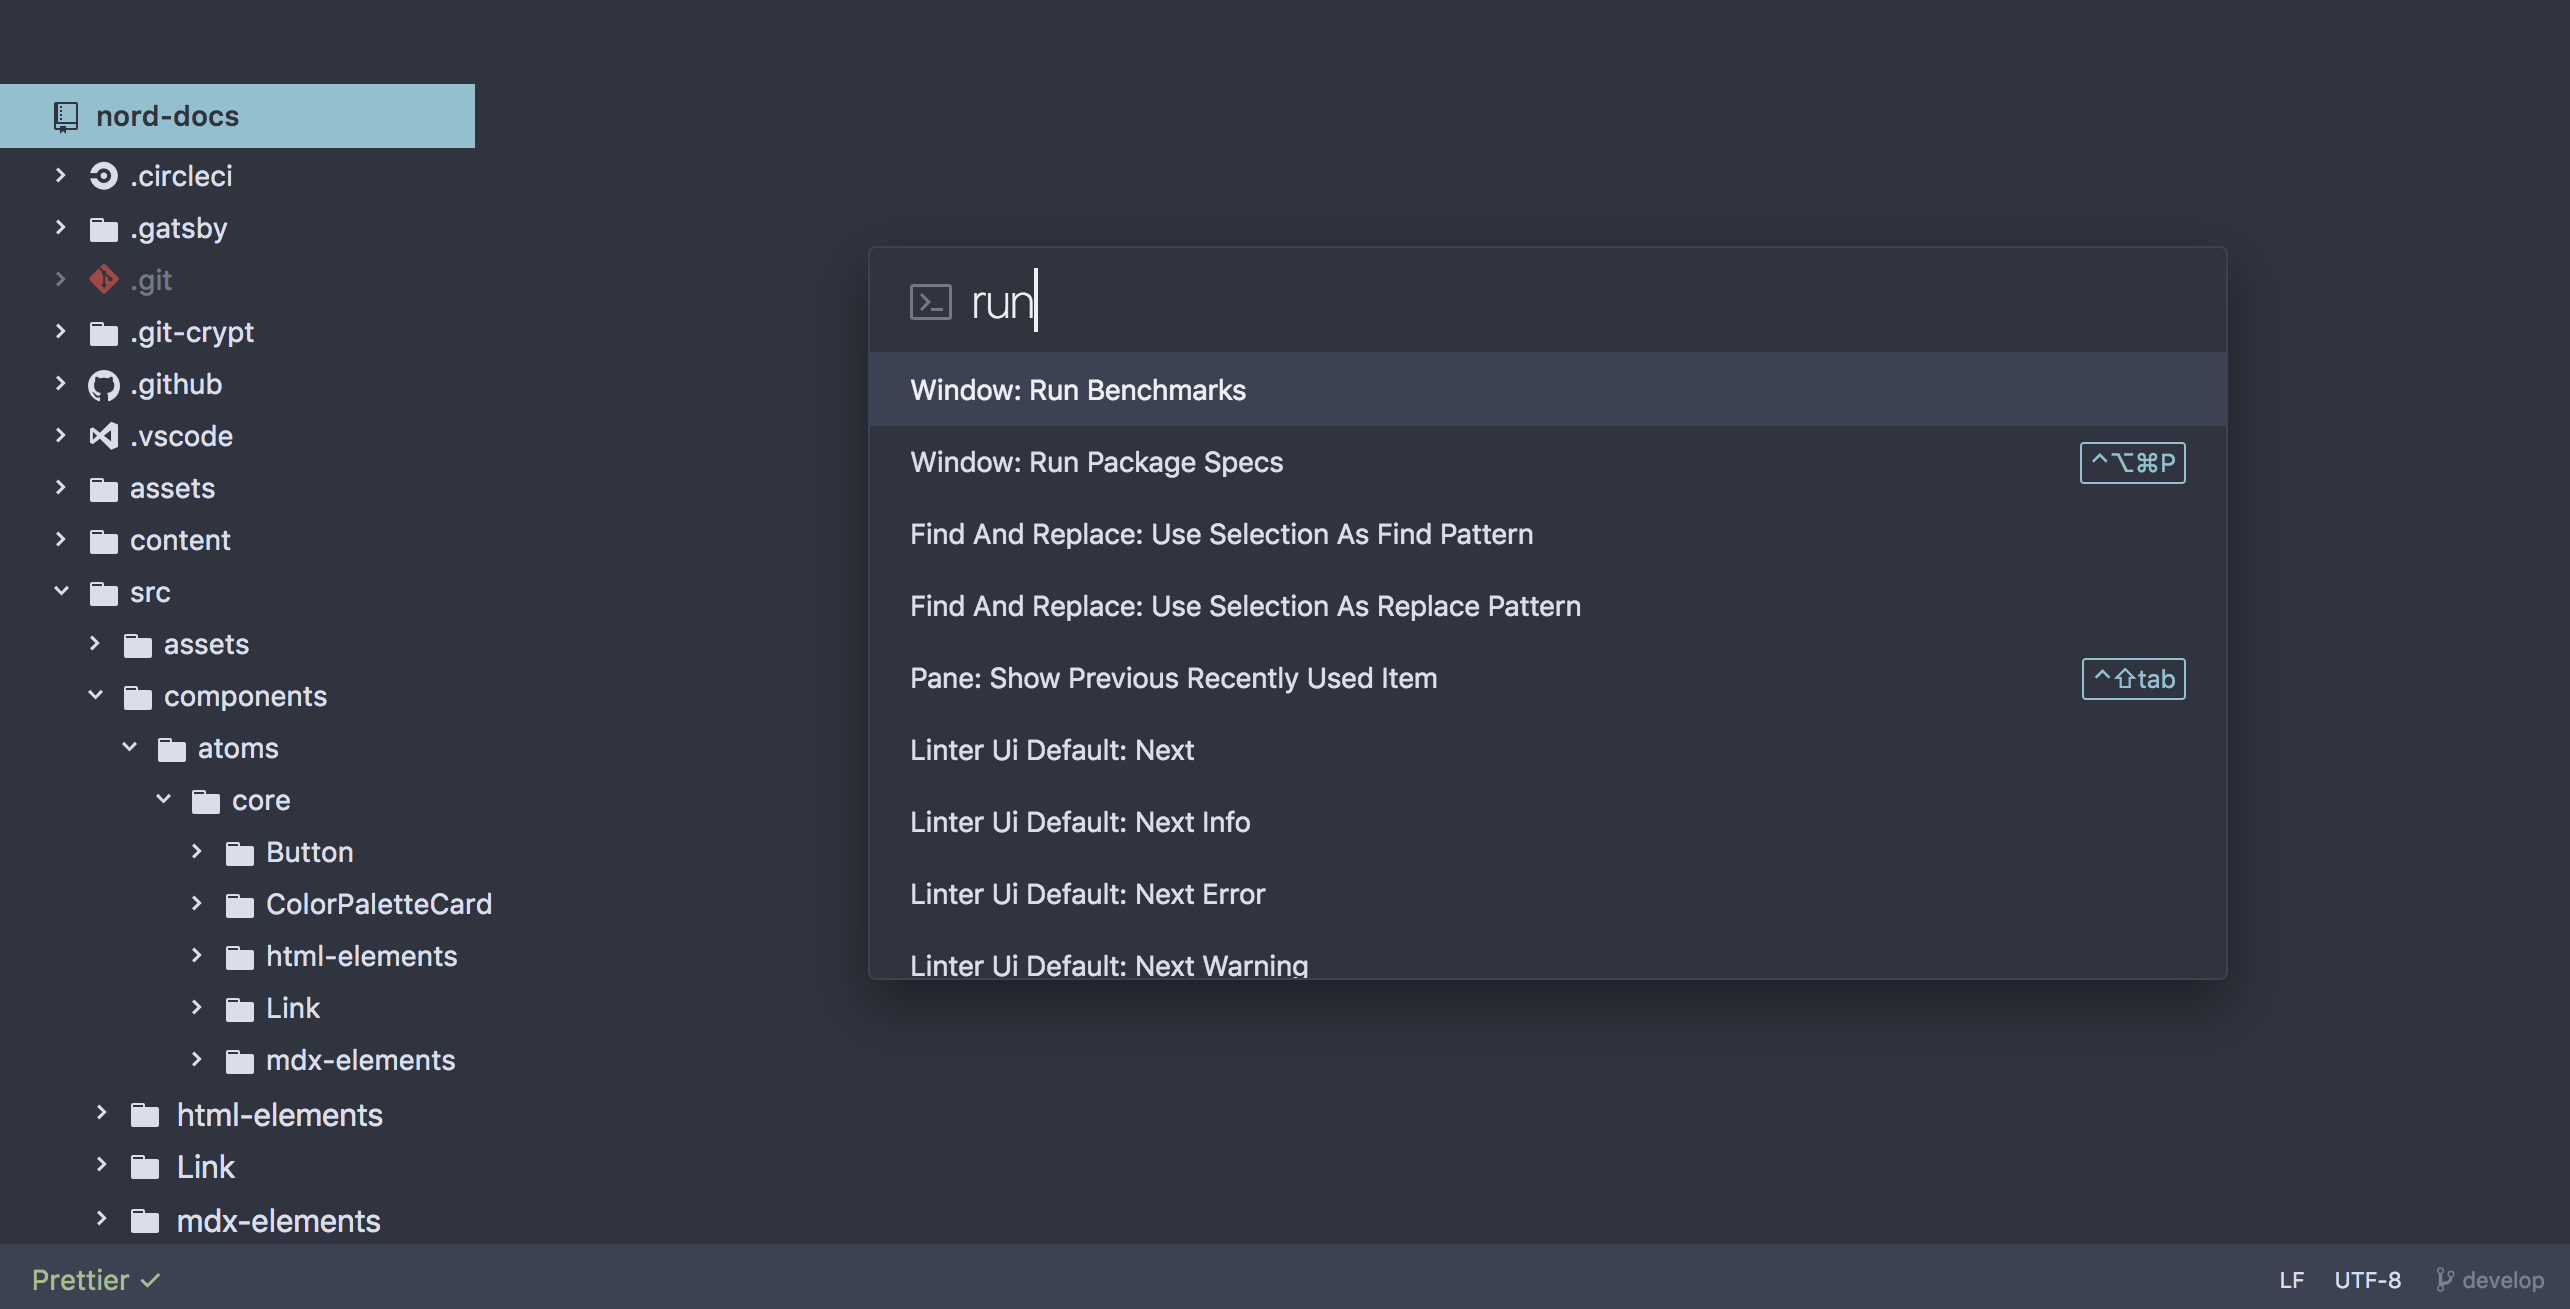 nord-docs
.circleci
.gatsby
.git
.git-crypt
.github
.vscode
assets
content
src
assets
components
atoms
core
Button
ColorPaletteCard
html-elements
Link
mdx-elements
html-elements
Link
mdx-elements
run
Window: Run Benchmarks
Window: Run Package Specs ^⌥⌘P
Find And Replace: Use Selection As Find Pattern
Find And Replace: Use Selection As Replace Pattern
Pane: Show Previous Recently Used Item ^⇧tab
Linter Ui Default: Next
Linter Ui Default: Next Info
Linter Ui Default: Next Error
Linter Ui Default: Next Warning
Prettier ✓
LF UTF-8 develop